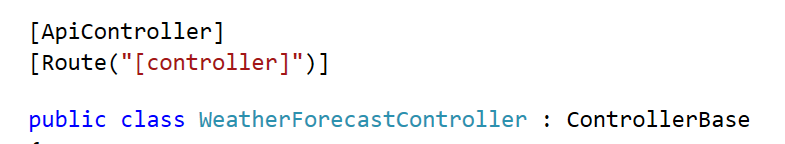 [ApiController]
[Route("[controller]")]
public class WeatherForecastController : ControllerBase